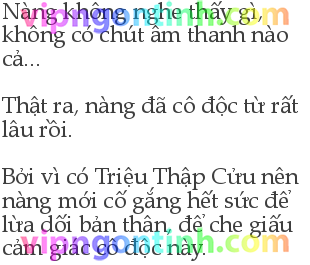 Nàng không nghe thấy gì,
không có chút âm thanh nào
cả...
Thật ra, nàng đã cô độc từ rất
lâu rồi.
Bởi vì có Triệu Thập Cửu nên
nàng mới cố gắng hết sức để
lừa dối bản thân, để che giấu
cảm giác cô độc này.
vipngontinh.com
vipngontinh.com